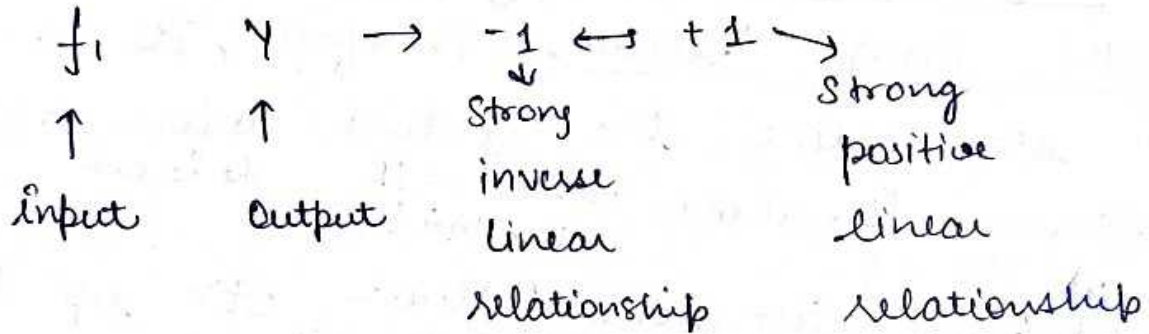 f₁ Y → -1 ↔ +1
Strong
inverse
linear
relationship
Strong
positive
linear
relationship
↑ ↑
input output